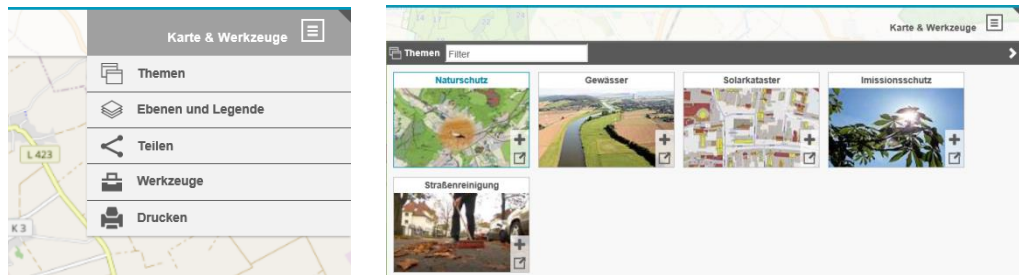 Karte & Werkzeuge
Themen
Ebenen und Legende
Teilen
Werkzeuge
Drucken
L 423
K 3
Karte & Werkzeuge
Themen Filter
Naturschutz Gewässer Solarkataster Imissionsschutz
Straßenreinigung